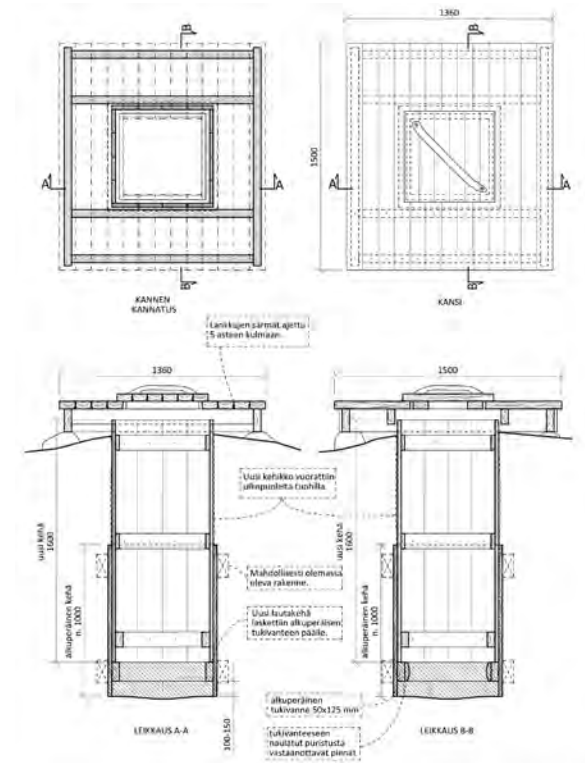 1360
B
B
1500
A
A
A
A
B
B
KANNEN
KANNATUS
KANSI
Lankkujen särmät ajettu
5 asteen kulmaan.
1360
1500
Uusi kehikko vuorattiin
ulkopuolelta tuohilla.
uusi kehä
1600
uusi kehä
1600
Mahdollisesti olemassa
oleva rakenne.
alkuperäinen kehä
n. 1000
alkuperäinen kehä
n. 1000
Uusi lautakehä
laskettiin alkuperäisen
tukivanteen päälle.
alkuperäinen
tukivanne 50x125 mm
LEIKKAUS A-A
100-150
LEIKKAUS B-B
tukivanteeseen
naulatut puristusta
vastaanottavat pienat